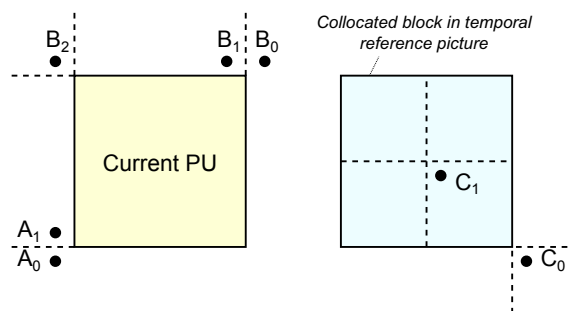 B₂
B₁
B₀
Collocated block in temporal
reference picture
Current PU
C₁
A₁
A₀
C₀